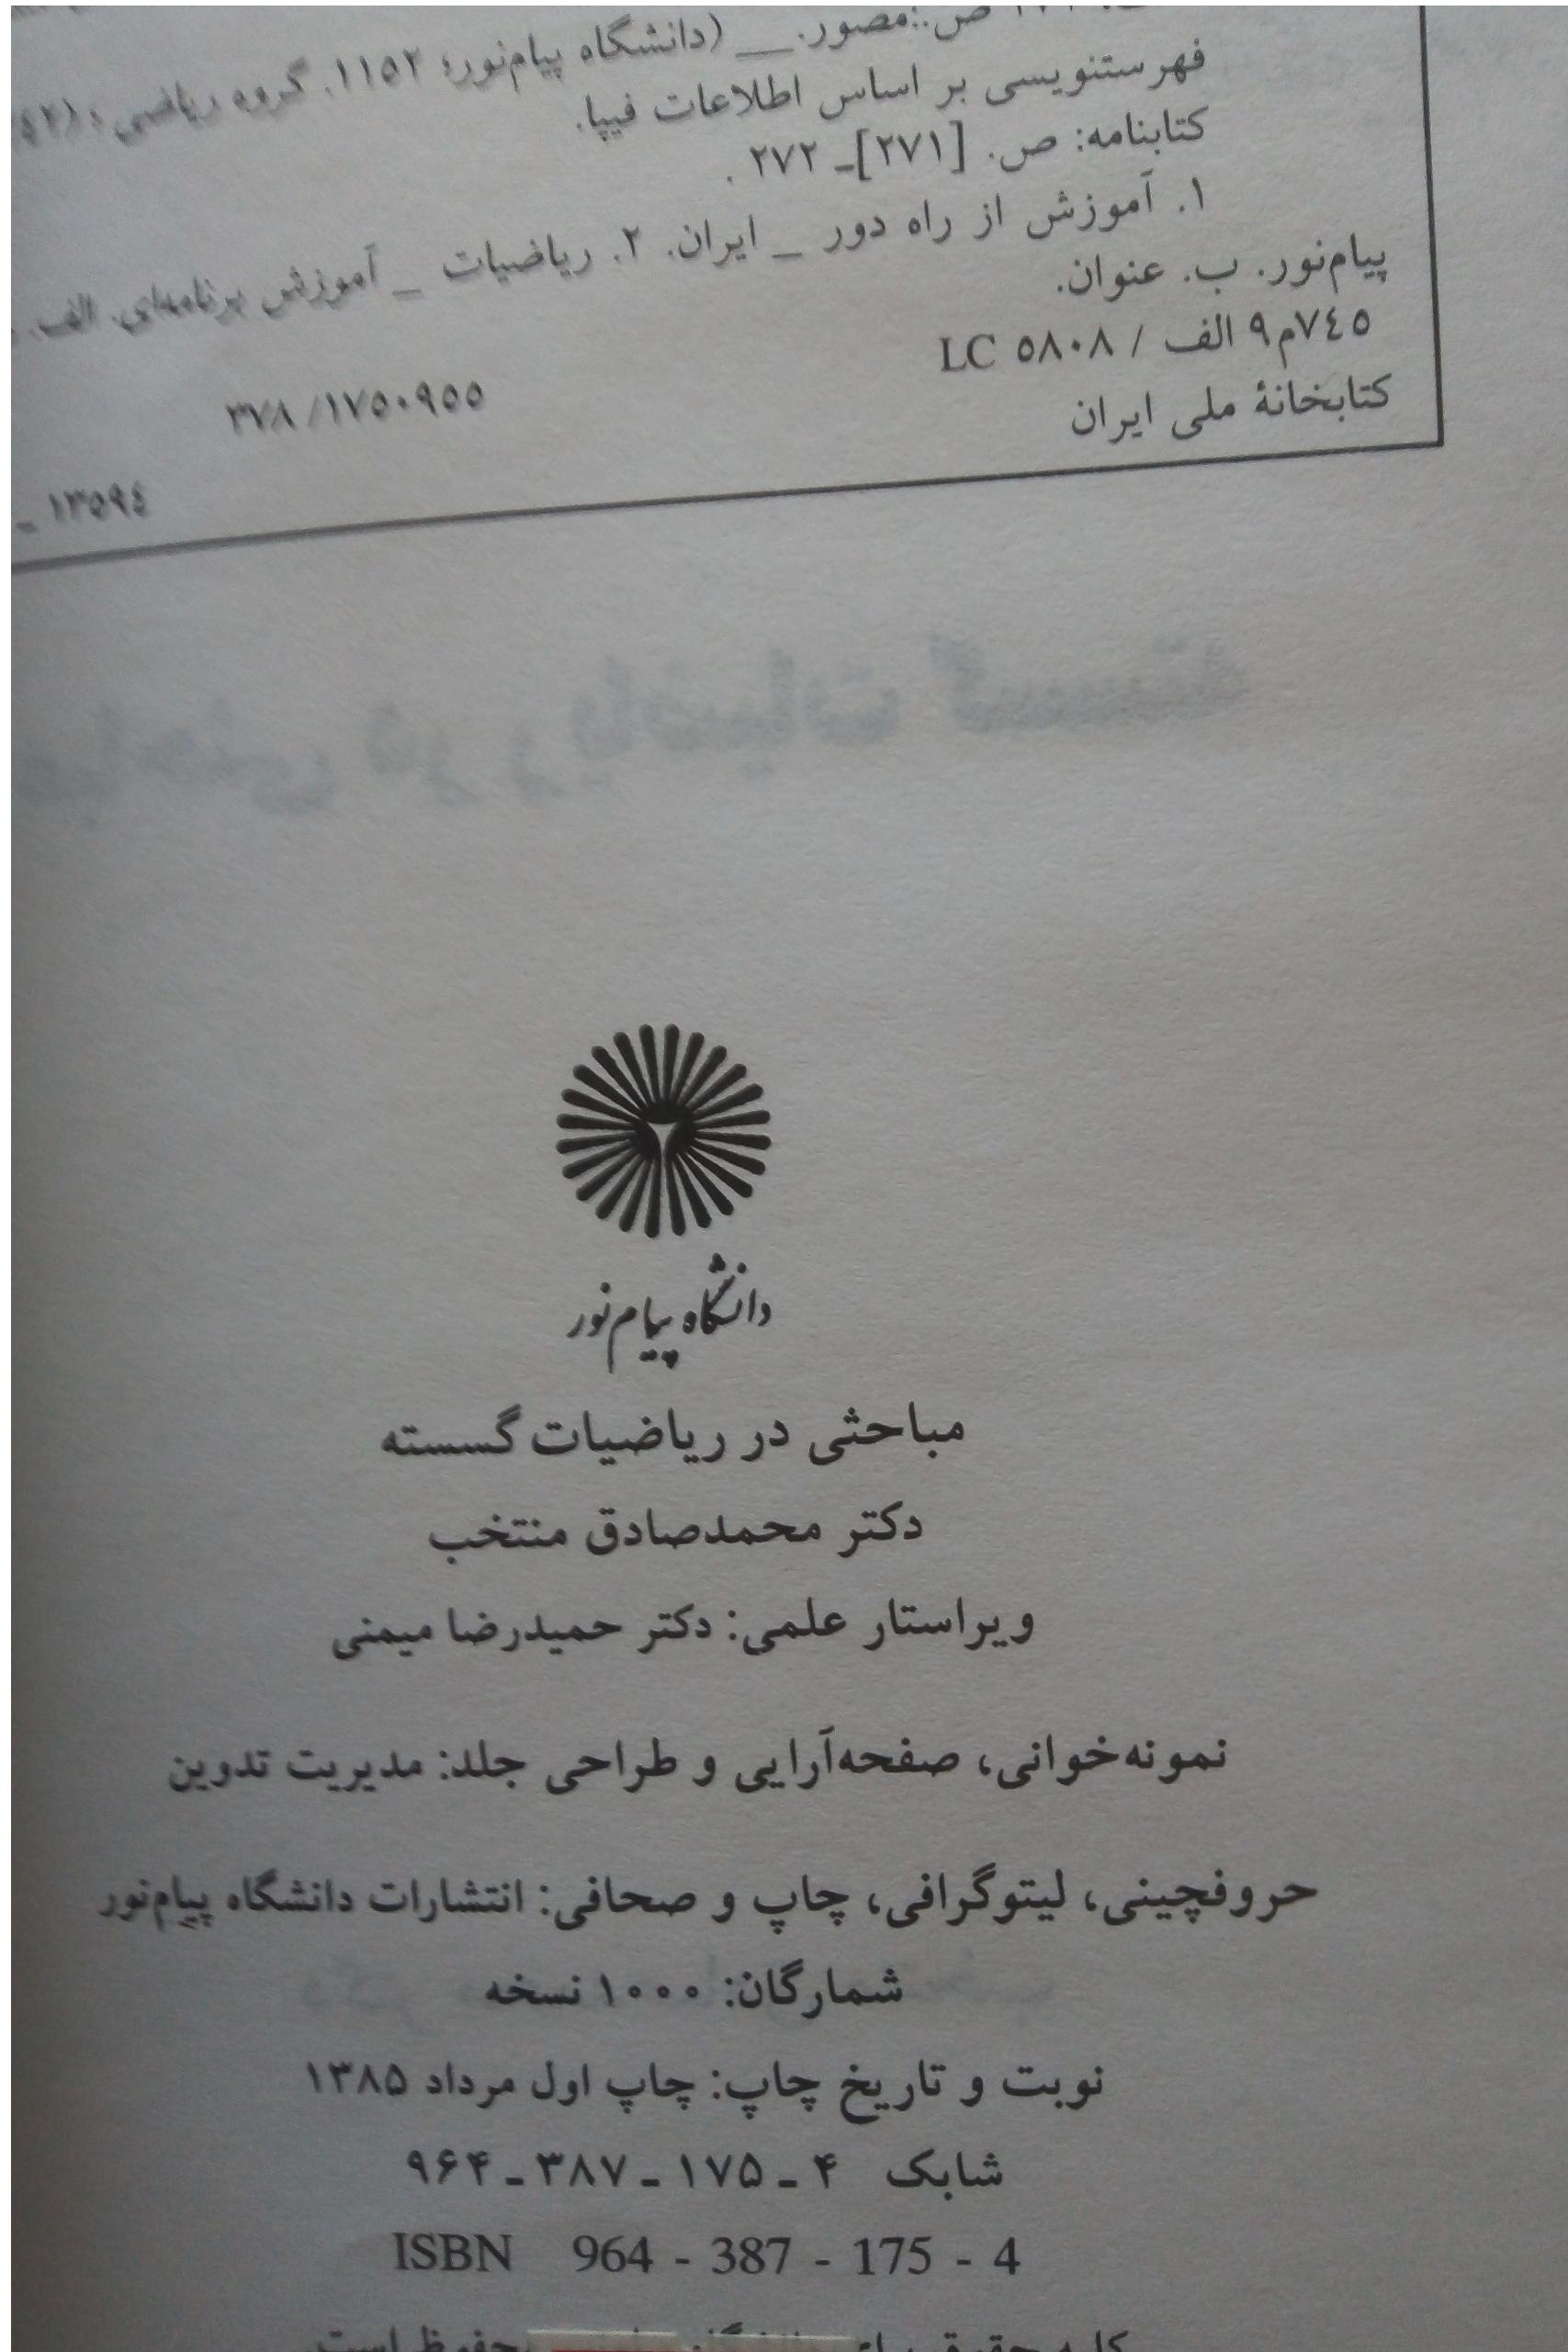 ص.:مصور.__ (دانشگاه پیام‌نور؛ ۱۱۵۲. گروه ریاضی؛
فهرستنویسی بر اساس اطلاعات فیپا.
کتابنامه: ص. [۲۷۱]ـ ۲۷۲ .
۱. آموزش از راه دور _ ایران. ۲. ریاضیات _ آموزش برنامه‌ای. الف.
پیام‌نور. ب. عنوان.
۷٤٥م۹ الف / ٥٨٠٨ LC
۳۷۸/۱۷۵۰۹۵۵
کتابخانهٔ ملی ایران
۱۳۵۹٤ ـ
دانشگاه پیام‌نور
مباحثی در ریاضیات گسسته
دکتر محمدصادق منتخب
ویراستار علمی: دکتر حمیدرضا میمنی
نمونه‌خوانی، صفحه‌آرایی و طراحی جلد: مدیریت تدوین
حروفچینی، لیتوگرافی، چاپ و صحافی: انتشارات دانشگاه پیام‌نور
شمارگان: ۱۰۰۰ نسخه
نوبت و تاریخ چاپ: چاپ اول مرداد ۱۳۸۵
شابک ۴ ـ ۱۷۵ ـ ۳۸۷ ـ ۹۶۴
ISBN 964 - 387 - 175 - 4